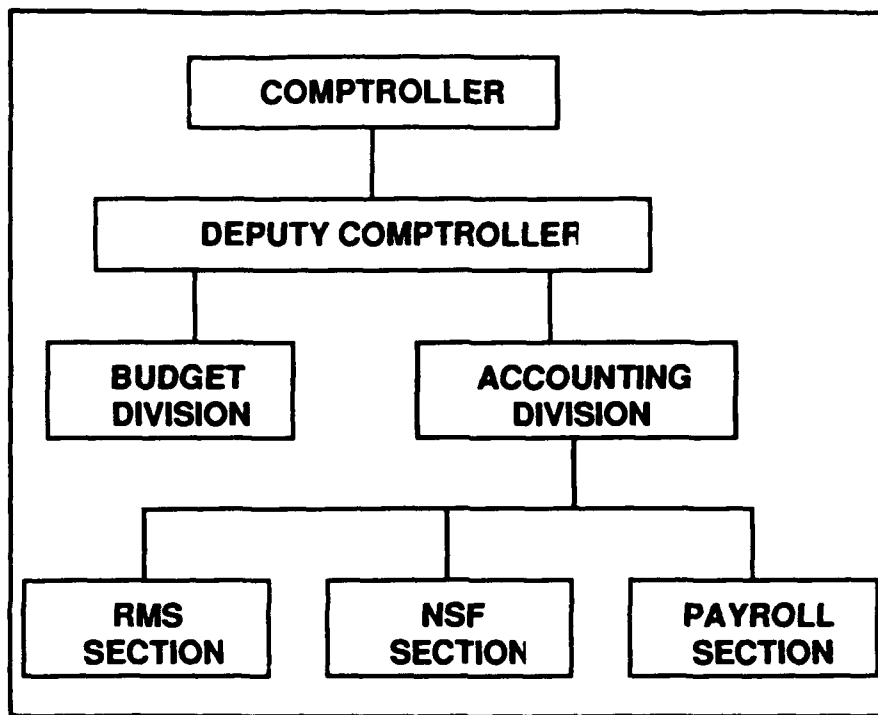 COMPTROLLER
DEPUTY COMPTROLLER
BUDGET
DIVISION
ACCOUNTING
DIVISION
RMS
SECTION
NSF
SECTION
PAYROLL
SECTION